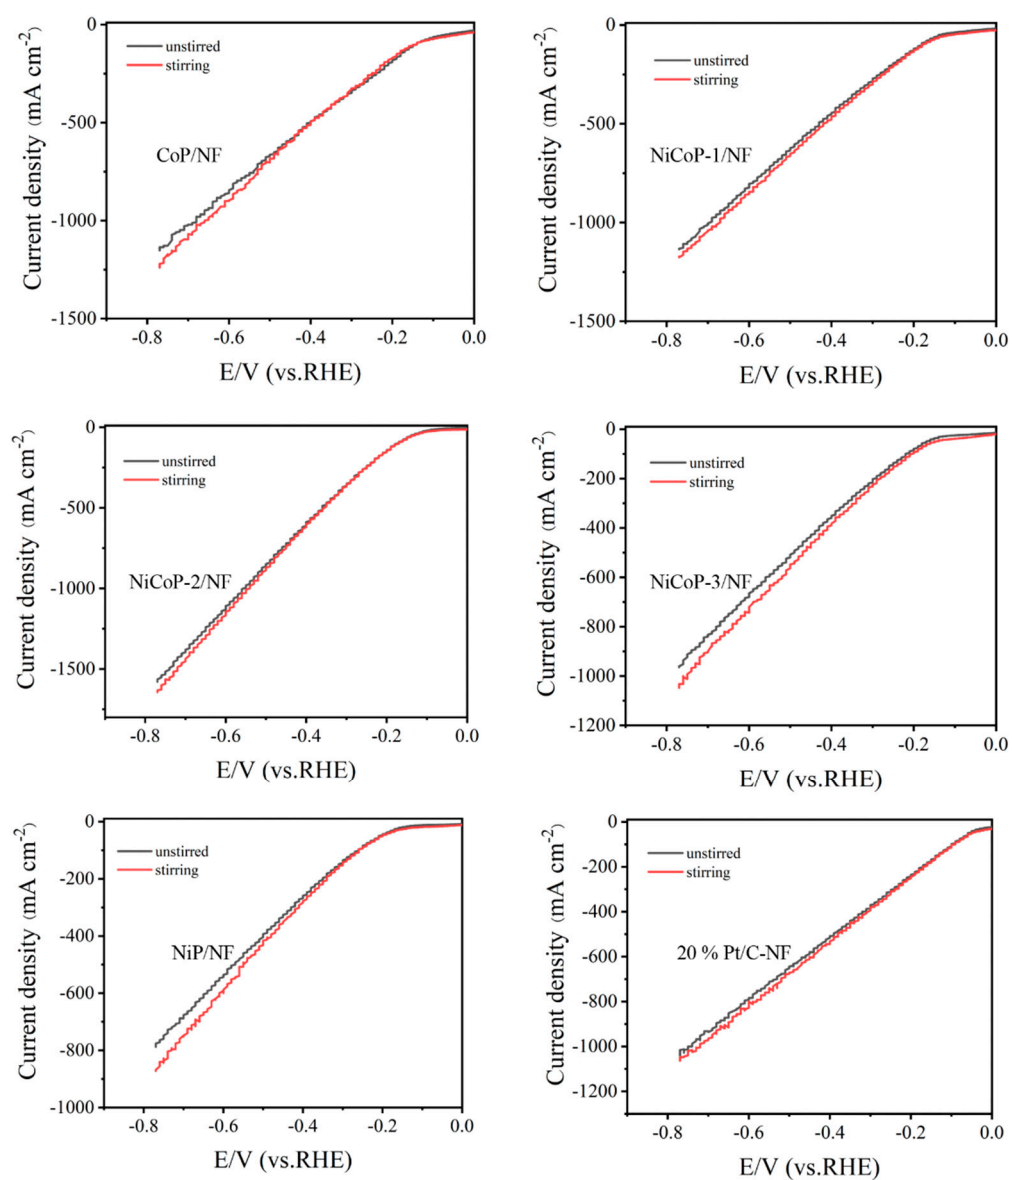 0
-500
-1000
-1500
-0.8
-0.6
-0.4
-0.2
0.0
Current density (mA cm-2)
E/V (vs.RHE)
unstirred
stirring
CoP/NF
0
-500
-1000
-1500
-0.8
-0.6
-0.4
-0.2
0.0
Current density (mA cm-2)
E/V (vs.RHE)
unstirred
stirring
NiCoP-1/NF
0
-500
-1000
-1500
-0.8
-0.6
-0.4
-0.2
0.0
Current density (mA cm-2)
E/V (vs.RHE)
unstirred
stirring
NiCoP-2/NF
0
-200
-400
-600
-800
-1000
-1200
-0.8
-0.6
-0.4
-0.2
0.0
Current density (mA cm-2)
E/V (vs.RHE)
unstirred
stirring
NiCoP-3/NF
0
-200
-400
-600
-800
-1000
-0.8
-0.6
-0.4
-0.2
0.0
Current density (mA cm-2)
E/V (vs.RHE)
unstirred
stirring
NiP/NF
0
-200
-400
-600
-800
-1000
-1200
-0.8
-0.6
-0.4
-0.2
0.0
Current density (mA cm-2)
E/V (vs.RHE)
unstirred
stirring
20 % Pt/C-NF